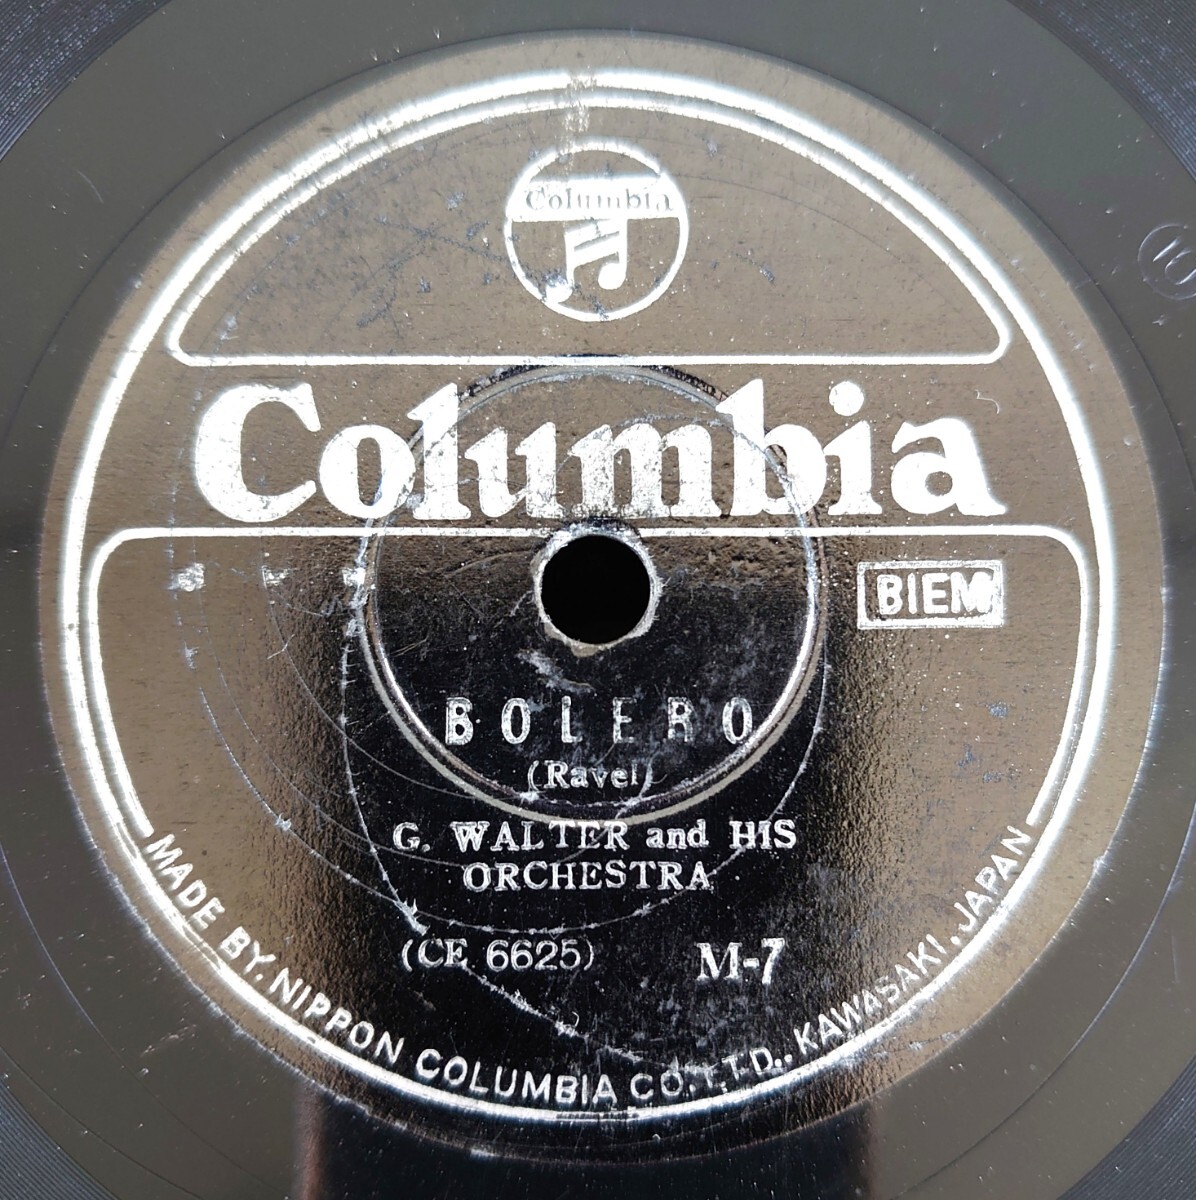 Columbia
Columbia
BIEM
BOLERO
(Ravel)
G. WALTER and HIS
ORCHESTRA
(CE 6625)
M-7
MADE BY. NIPPON COLUMBIA CO., LTD., KAWASAKI. JAPAN